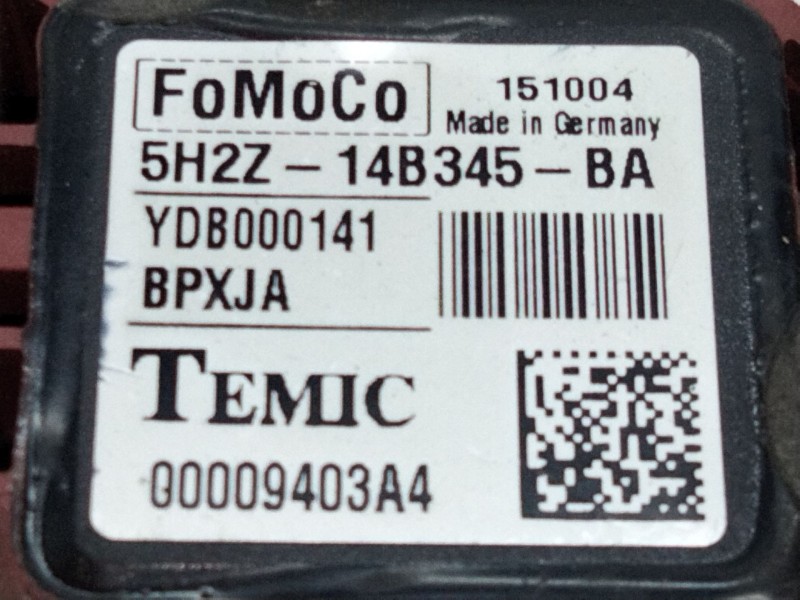 FoMoCo
151004
Made in Germany
5H2Z - 14B345 - BA
YDB000141
BPXJA
TEMIC
00009403A4